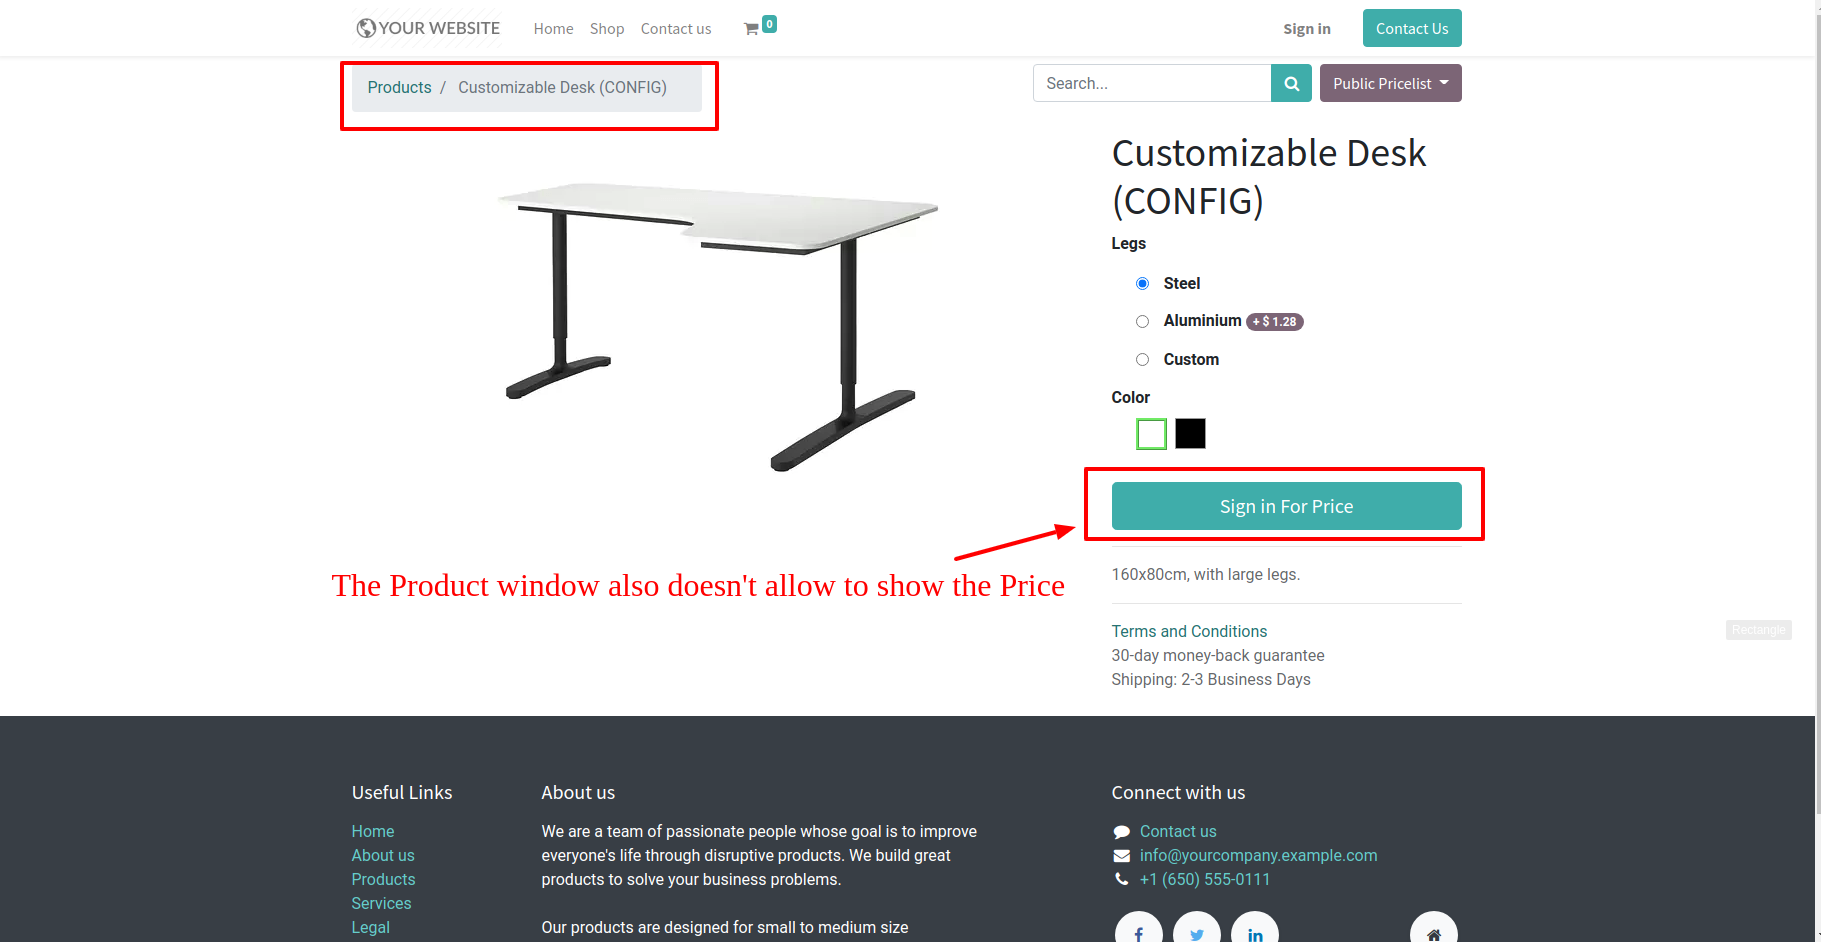 YOUR WEBSITE
Home
Shop
Contact us
0
Sign in
Contact Us
Products / Customizable Desk (CONFIG)
Search...
Public Pricelist
Customizable Desk
(CONFIG)
Legs
Steel
Aluminium + $ 1.28
Custom
Color
Sign in For Price
The Product window also doesn't allow to show the Price
160x80cm, with large legs.
Rectangle
Terms and Conditions
30-day money-back guarantee
Shipping: 2-3 Business Days
Useful Links
Home
About us
Products
Services
Legal
About us
We are a team of passionate people whose goal is to improve
everyone's life through disruptive products. We build great
products to solve your business problems.
Our products are designed for small to medium size
Connect with us
Contact us
info@yourcompany.example.com
+1 (650) 555-0111